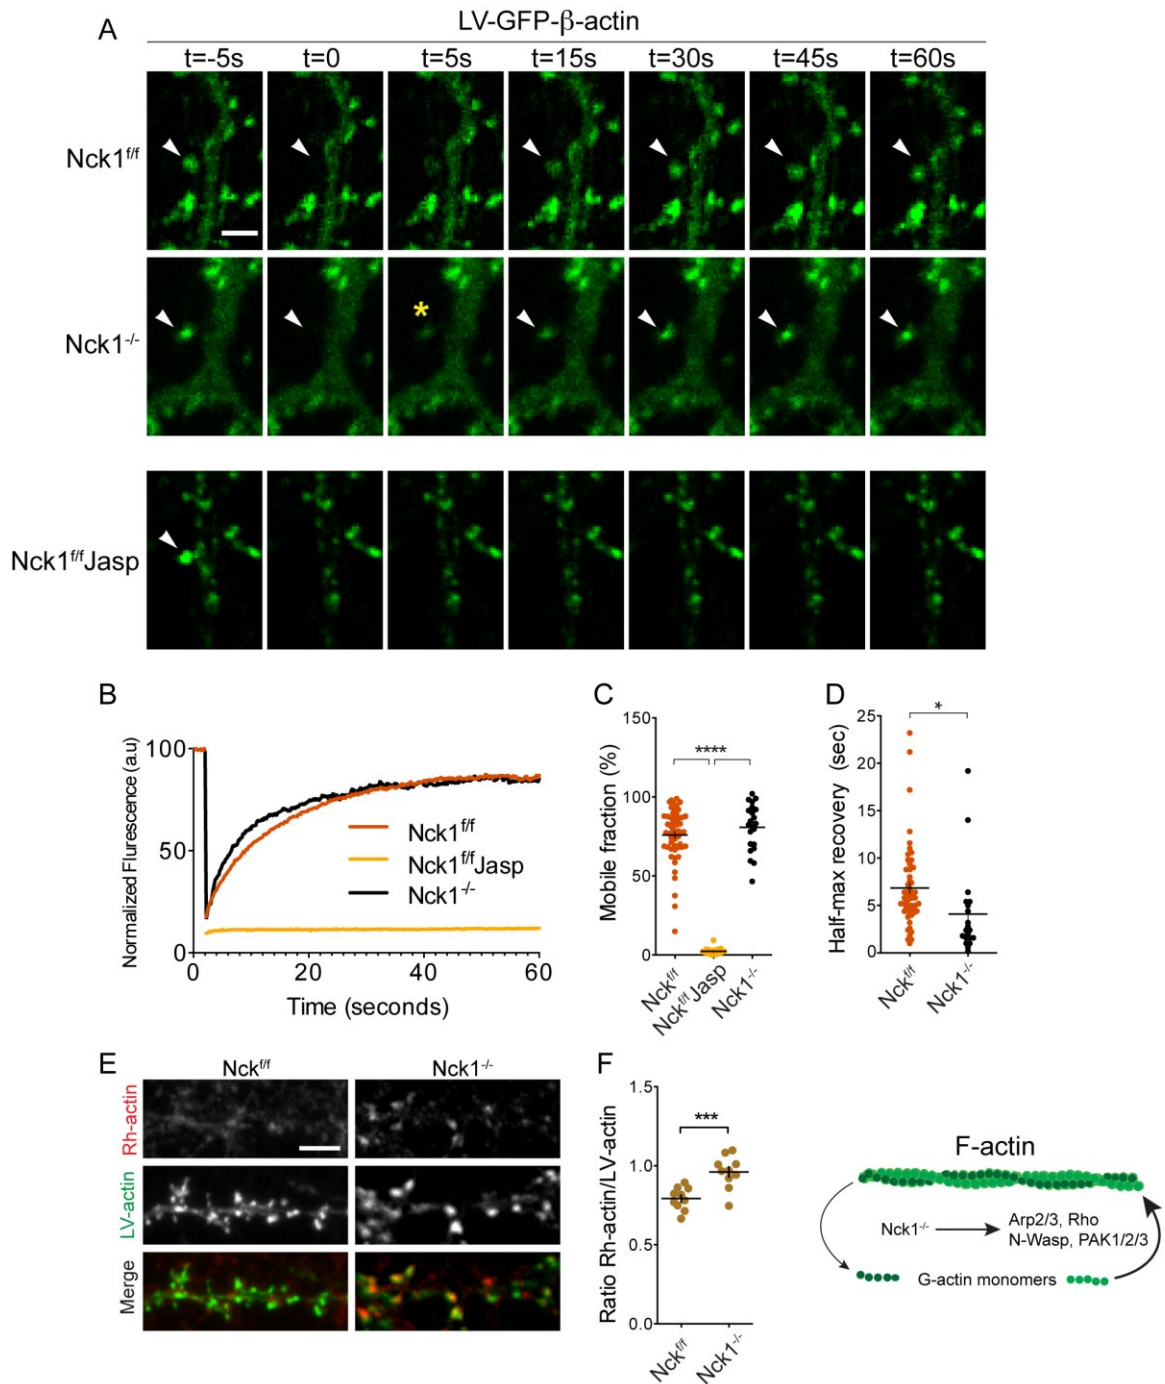 A
LV-GFP-β-actin
t=-5s t=0 t=5s t=15s t=30s t=45s t=60s
Nck1f/f
Nck1-/-
*
Nck1f/fJasp
B
Normalized Flurescence (a.u)
100
50
0
0 20 40 60
Time (seconds)
Nck1f/f
Nck1f/fJasp
Nck1-/-
C
Mobile fraction (%)
150
100
50
0
****
Nckf/f
Nckf/f Jasp
Nck1-/-
D
Half-max recovery (sec)
25
20
15
10
5
0
*
Nckf/f
Nck1-/-
E
Nckf/f Nck1-/-
Rh-actin
LV-actin
Merge
F
Ratio Rh-actin/LV-actin
1.5
1.0
0.5
0.0
***
Nckf/f
Nck1-/-
F-actin
Nck1-/- Arp2/3, Rho
N-Wasp, PAK1/2/3
G-actin monomers